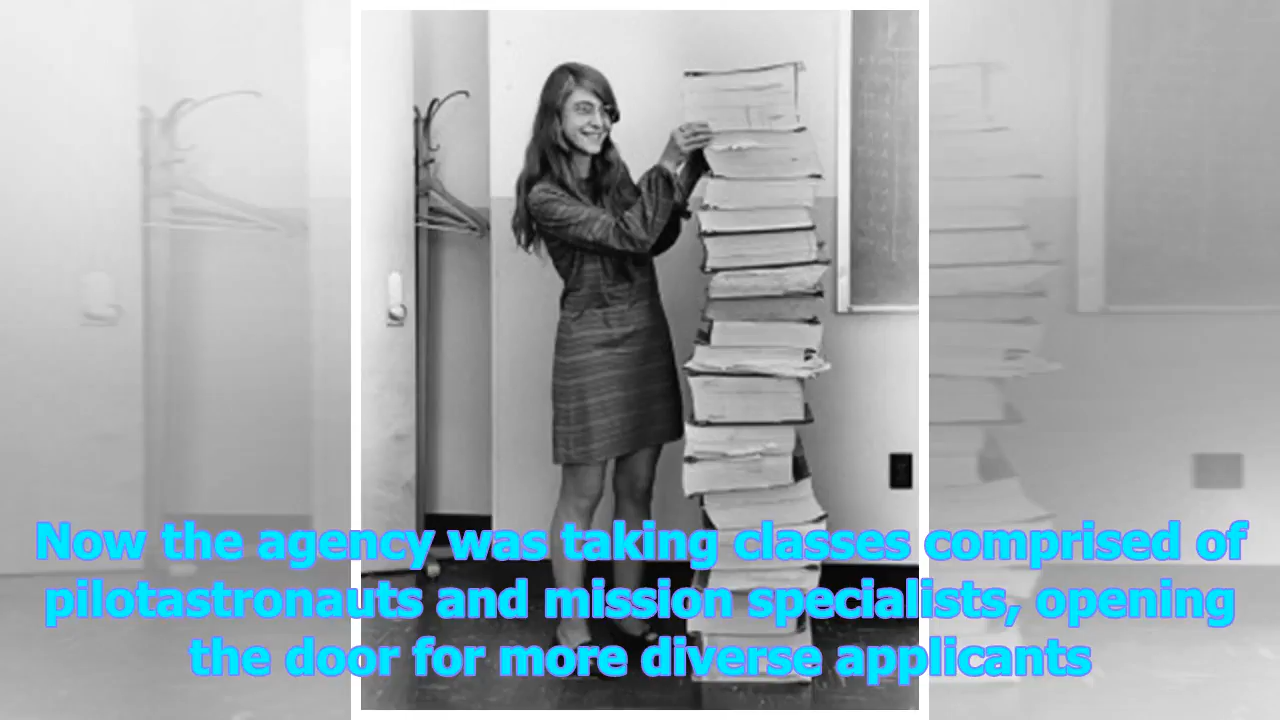 Now the agency was taking classes comprised of
pilotastronauts and mission specialists, opening
the door for more diverse applicants